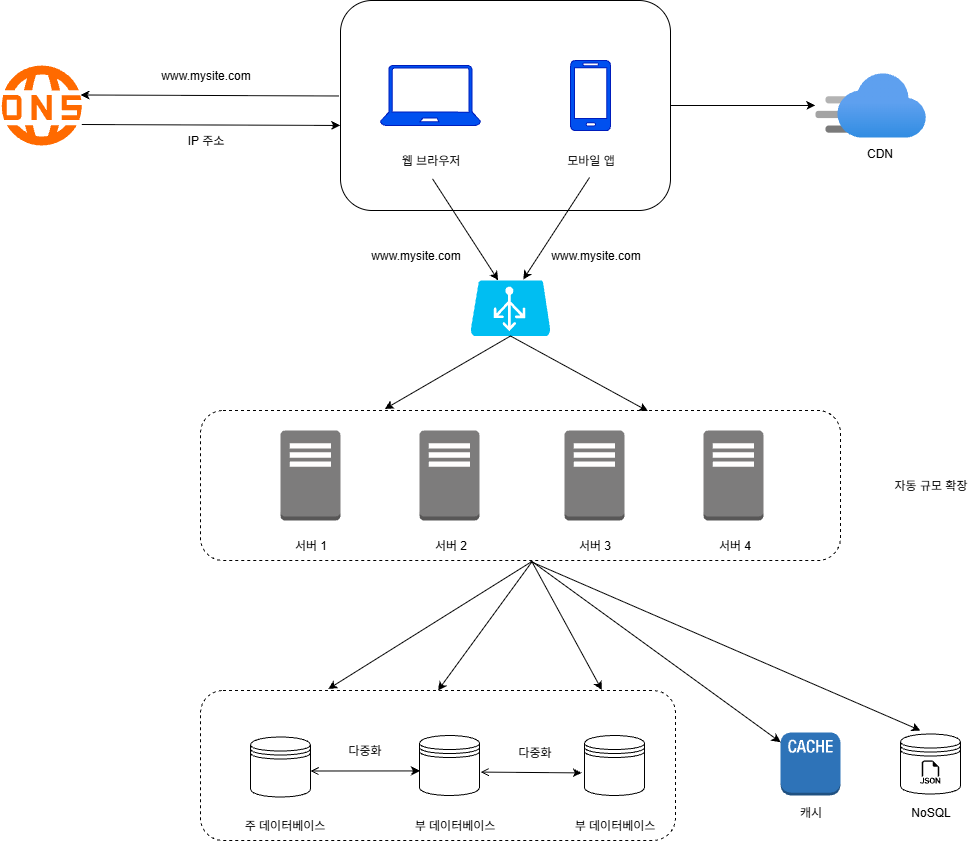 www.mysite.com
DNS
IP 주소
웹 브라우저
모바일 앱
CDN
www.mysite.com
www.mysite.com
자동 규모 확장
서버 1
서버 2
서버 3
서버 4
다중화
다중화
CACHE
JSON
주 데이터베이스
부 데이터베이스
부 데이터베이스
캐시
NoSQL